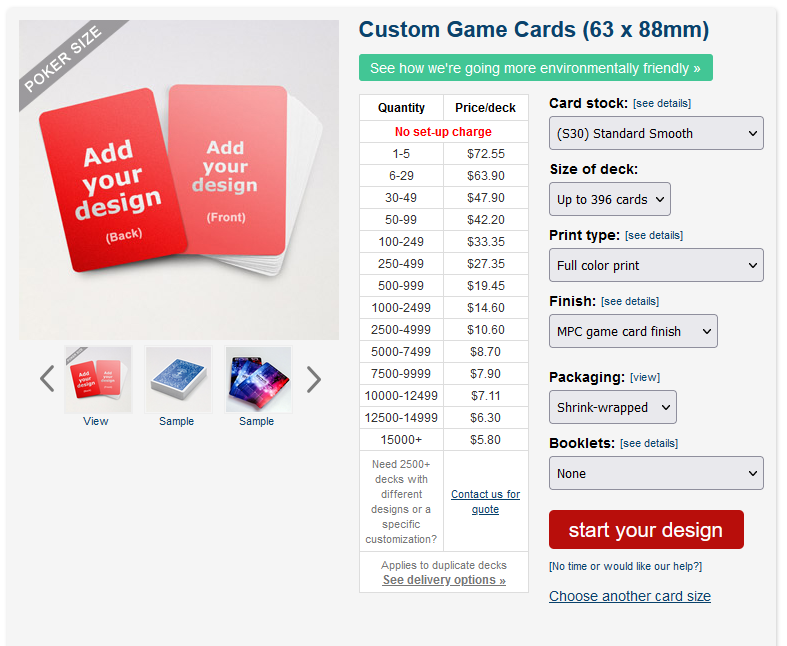 POKER SIZE
Add
your
design
(Back)
Add
your
design
(Front)
View
Sample
Sample
Custom Game Cards (63 x 88mm)
See how we're going more environmentally friendly »
Quantity Price/deck
No set-up charge
1-5 $72.55
6-29 $63.90
30-49 $47.90
50-99 $42.20
100-249 $33.35
250-499 $27.35
500-999 $19.45
1000-2499 $14.60
2500-4999 $10.60
5000-7499 $8.70
7500-9999 $7.90
10000-12499 $7.11
12500-14999 $6.30
15000+ $5.80
Need 2500+
decks with
different
designs or a
specific
customization?
Contact us for
quote
Applies to duplicate decks
See delivery options »
Card stock: [see details]
(S30) Standard Smooth
Size of deck:
Up to 396 cards
Print type: [see details]
Full color print
Finish: [see details]
MPC game card finish
Packaging: [view]
Shrink-wrapped
Booklets: [see details]
None
start your design
[No time or would like our help?]
Choose another card size